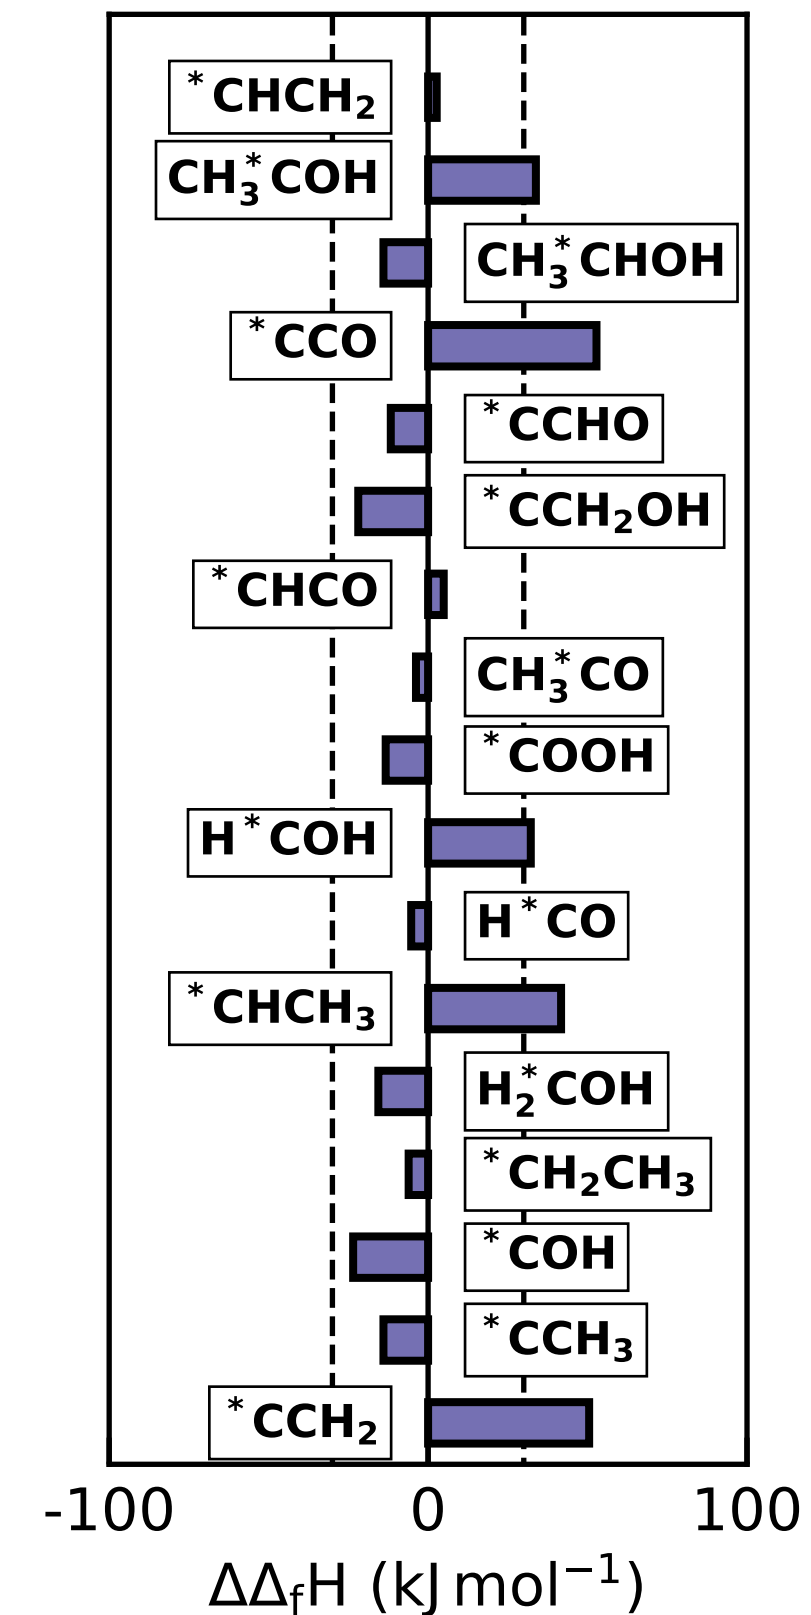 *CHCH₂
CH₃*COH
CH₃*CHOH
*CCO
*CCHO
*CCH₂OH
*CHCO
CH₃*CO
*COOH
H*COH
H*CO
*CHCH₃
H₂*COH
*CH₂CH₃
*COH
*CCH₃
*CCH₂
-100 0 100
ΔΔfH (kJ mol⁻¹)